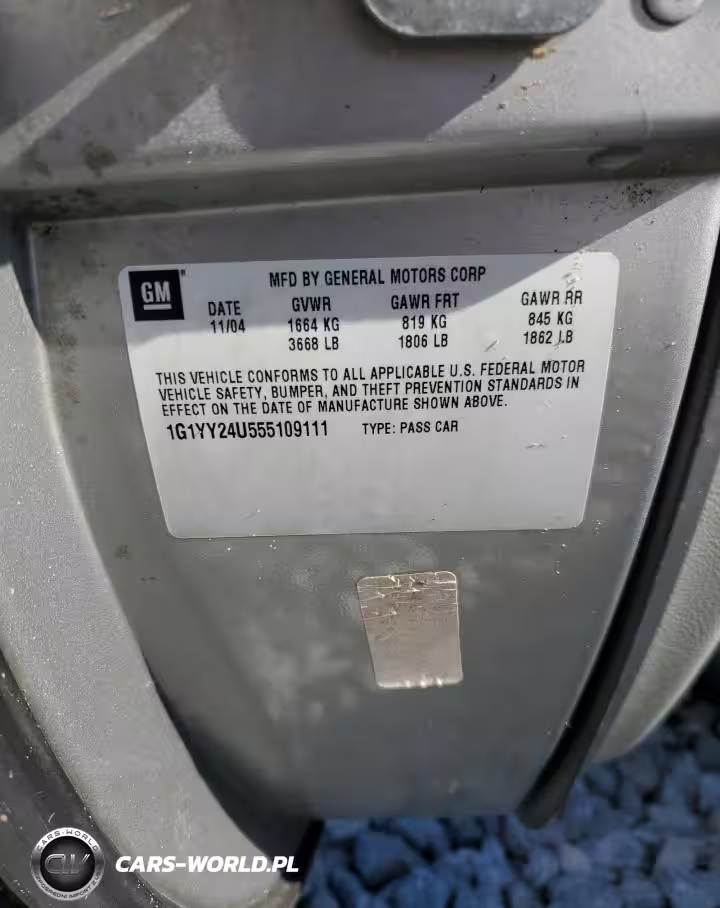 GM
MFD BY GENERAL MOTORS CORP
DATE GVWR GAWR FRT GAWR RR
11/04 1664 KG 819 KG 845 KG
3668 LB 1806 LB 1862 LB
THIS VEHICLE CONFORMS TO ALL APPLICABLE U.S. FEDERAL MOTOR
VEHICLE SAFETY, BUMPER, AND THEFT PREVENTION STANDARDS IN
EFFECT ON THE DATE OF MANUFACTURE SHOWN ABOVE.
1G1YY24U555109111 TYPE: PASS CAR
CARS-WORLD
CARS-WORLD.PL